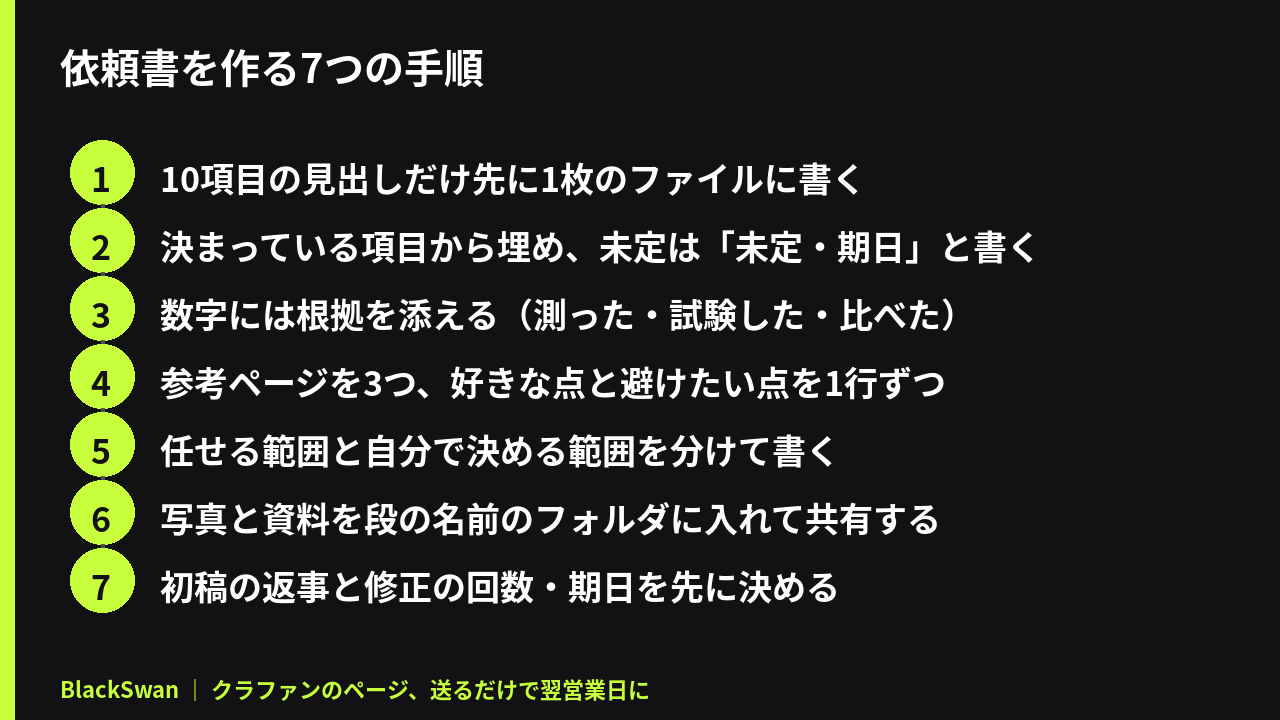 依頼書を作る7つの手順
1 10項目の見出しだけ先に1枚のファイルに書く
2 決まっている項目から埋め、未定は「未定・期日」と書く
3 数字には根拠を添える（測った・試験した・比べた）
4 参考ページを3つ、好きな点と避けたい点を1行ずつ
5 任せる範囲と自分で決める範囲を分けて書く
6 写真と資料を段の名前のフォルダに入れて共有する
7 初稿の返事と修正の回数・期日を先に決める
BlackSwan｜クラファンのページ、送るだけで翌営業日に